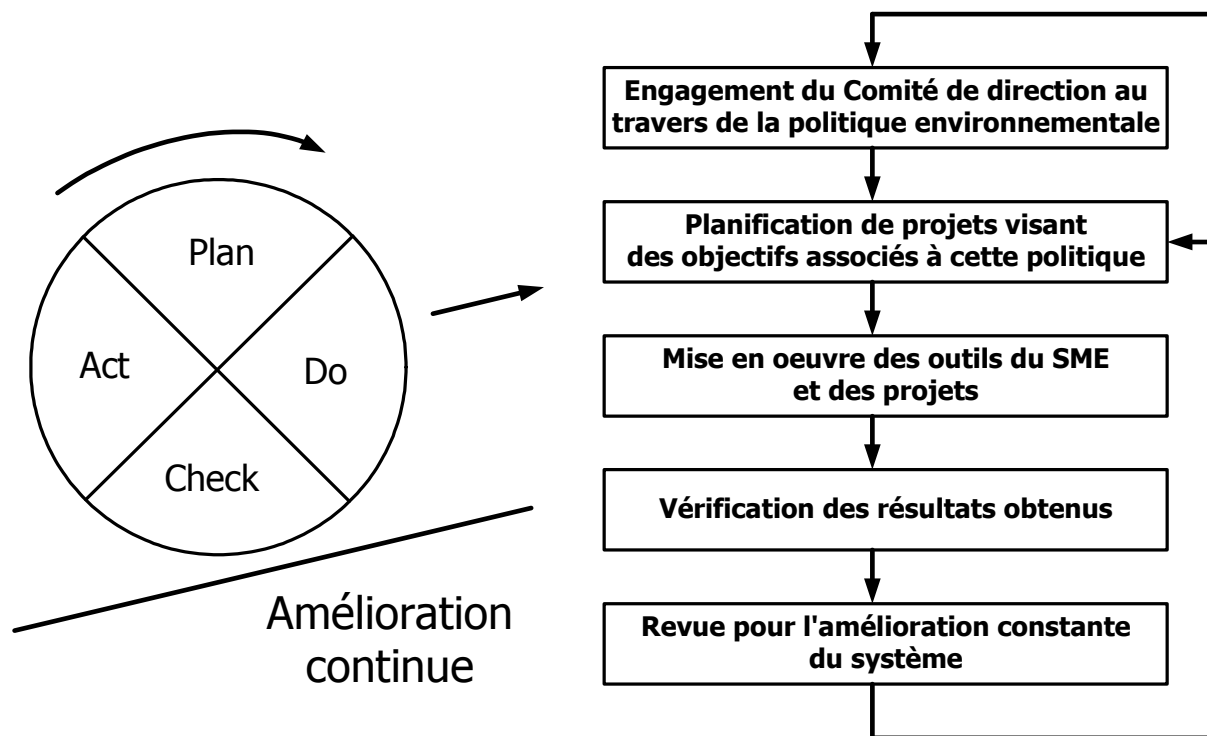 Plan
Act
Do
Check
Amélioration
continue
Engagement du Comité de direction au
travers de la politique environnementale
Planification de projets visant
des objectifs associés à cette politique
Mise en oeuvre des outils du SME
et des projets
Vérification des résultats obtenus
Revue pour l'amélioration constante
du système